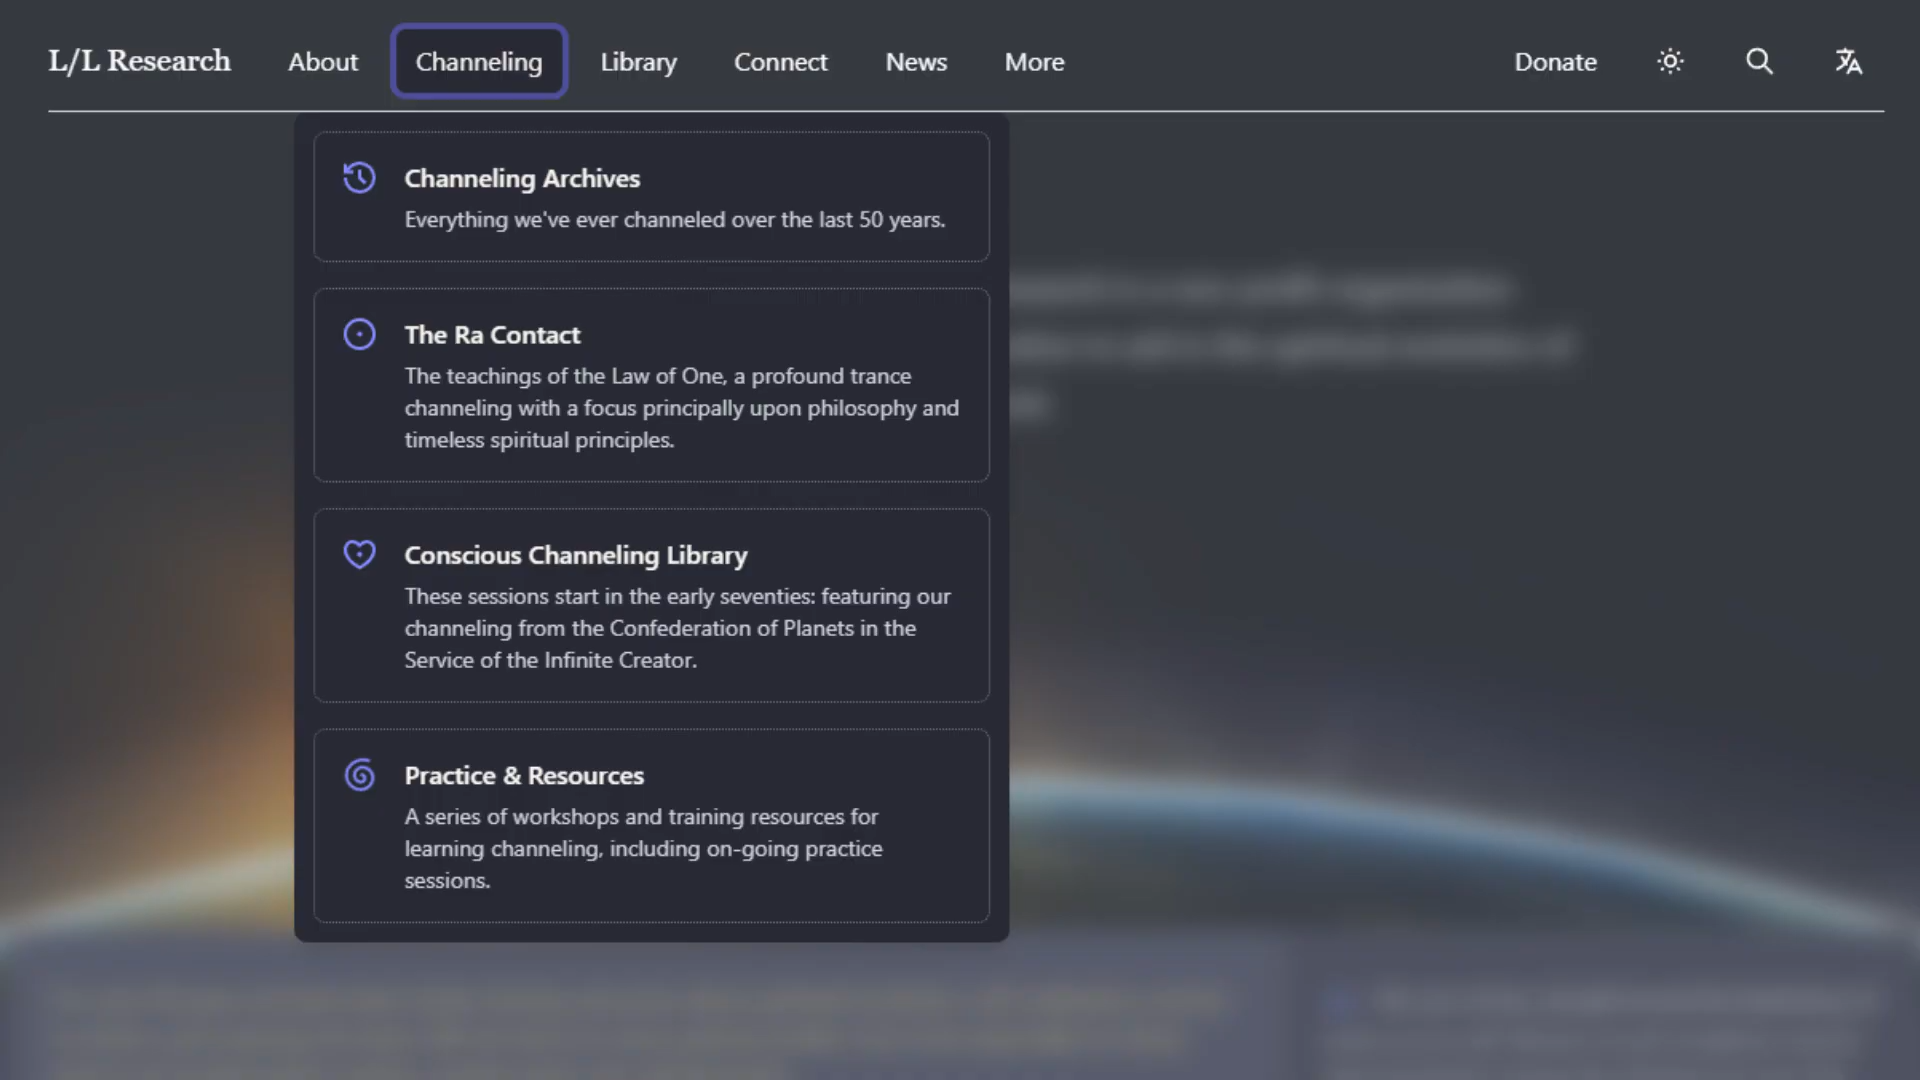 L/L Research
About
Channeling
Library
Connect
News
More
Donate
Channeling Archives
Everything we've ever channeled over the last 50 years.
The Ra Contact
The teachings of the Law of One, a profound trance
channeling with a focus principally upon philosophy and
timeless spiritual principles.
Conscious Channeling Library
These sessions start in the early seventies: featuring our
channeling from the Confederation of Planets in the
Service of the Infinite Creator.
Practice & Resources
A series of workshops and training resources for
learning channeling, including on-going practice
sessions.